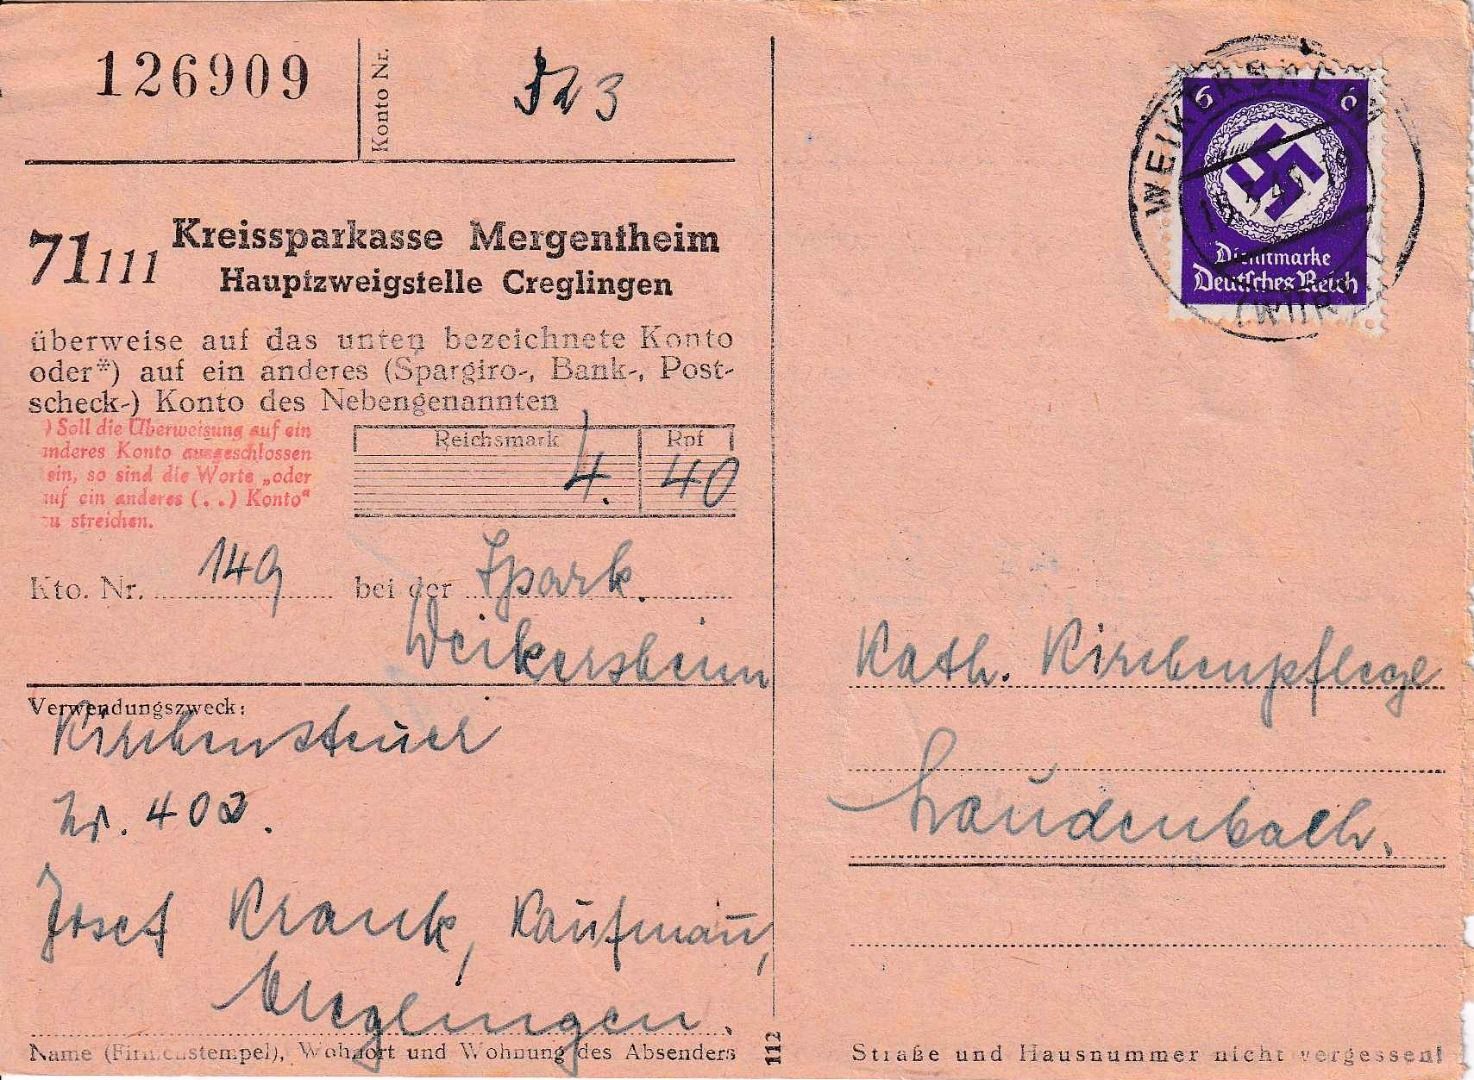 126909
Konto Nr.
523
71111
Kreissparkasse Mergentheim
Hauptzweigstelle Creglingen
überweise auf das unten bezeichnete Konto
oder*) auf ein anderes (Spargiro-, Bank-, Post-
scheck-) Konto des Nebengenannten
) Soll die Überweisung auf ein
anderes Konto ausgeschlossen
sein, so sind die Worte „oder
auf ein anderes (..) Konto"
zu streichen.
Reichsmark Rpf
4. 40
Kto. Nr. 149 bei der Spark.
Weikersheim
Verwendungszweck:
Kirchensteuer
Nr. 402.
Josef Krank, Kaufmann,
Creglingen.
Name (Firmenstempel), Wohnort und Wohnung des Absenders
112
6 6
Dienstmarke
Deutsches Reich
WEIKERSHEIM
(WÜRTT)
Kath. Kirchenpflege
Laudenbach.
Straße und Hausnummer nicht vergessen!